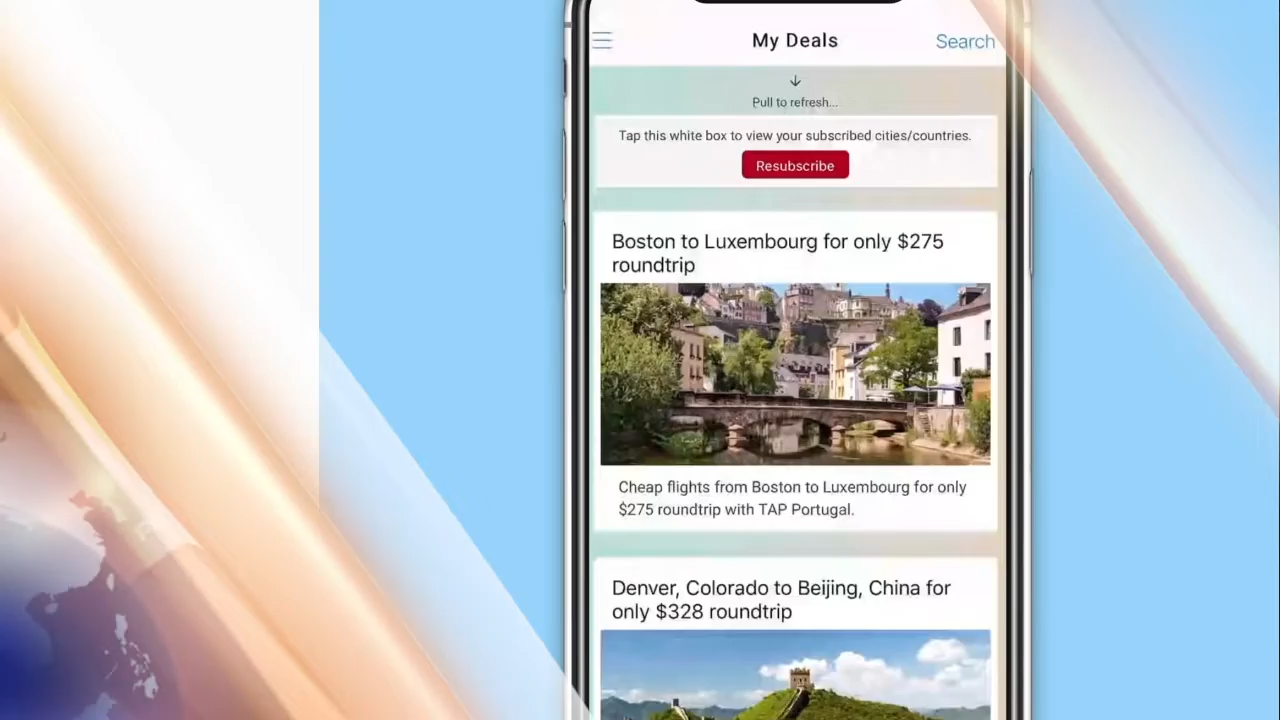 My Deals
Search
Pull to refresh...
Tap this white box to view your subscribed cities/countries.
Resubscribe
Boston to Luxembourg for only $275
roundtrip
Cheap flights from Boston to Luxembourg for only
$275 roundtrip with TAP Portugal.
Denver, Colorado to Beijing, China for
only $328 roundtrip